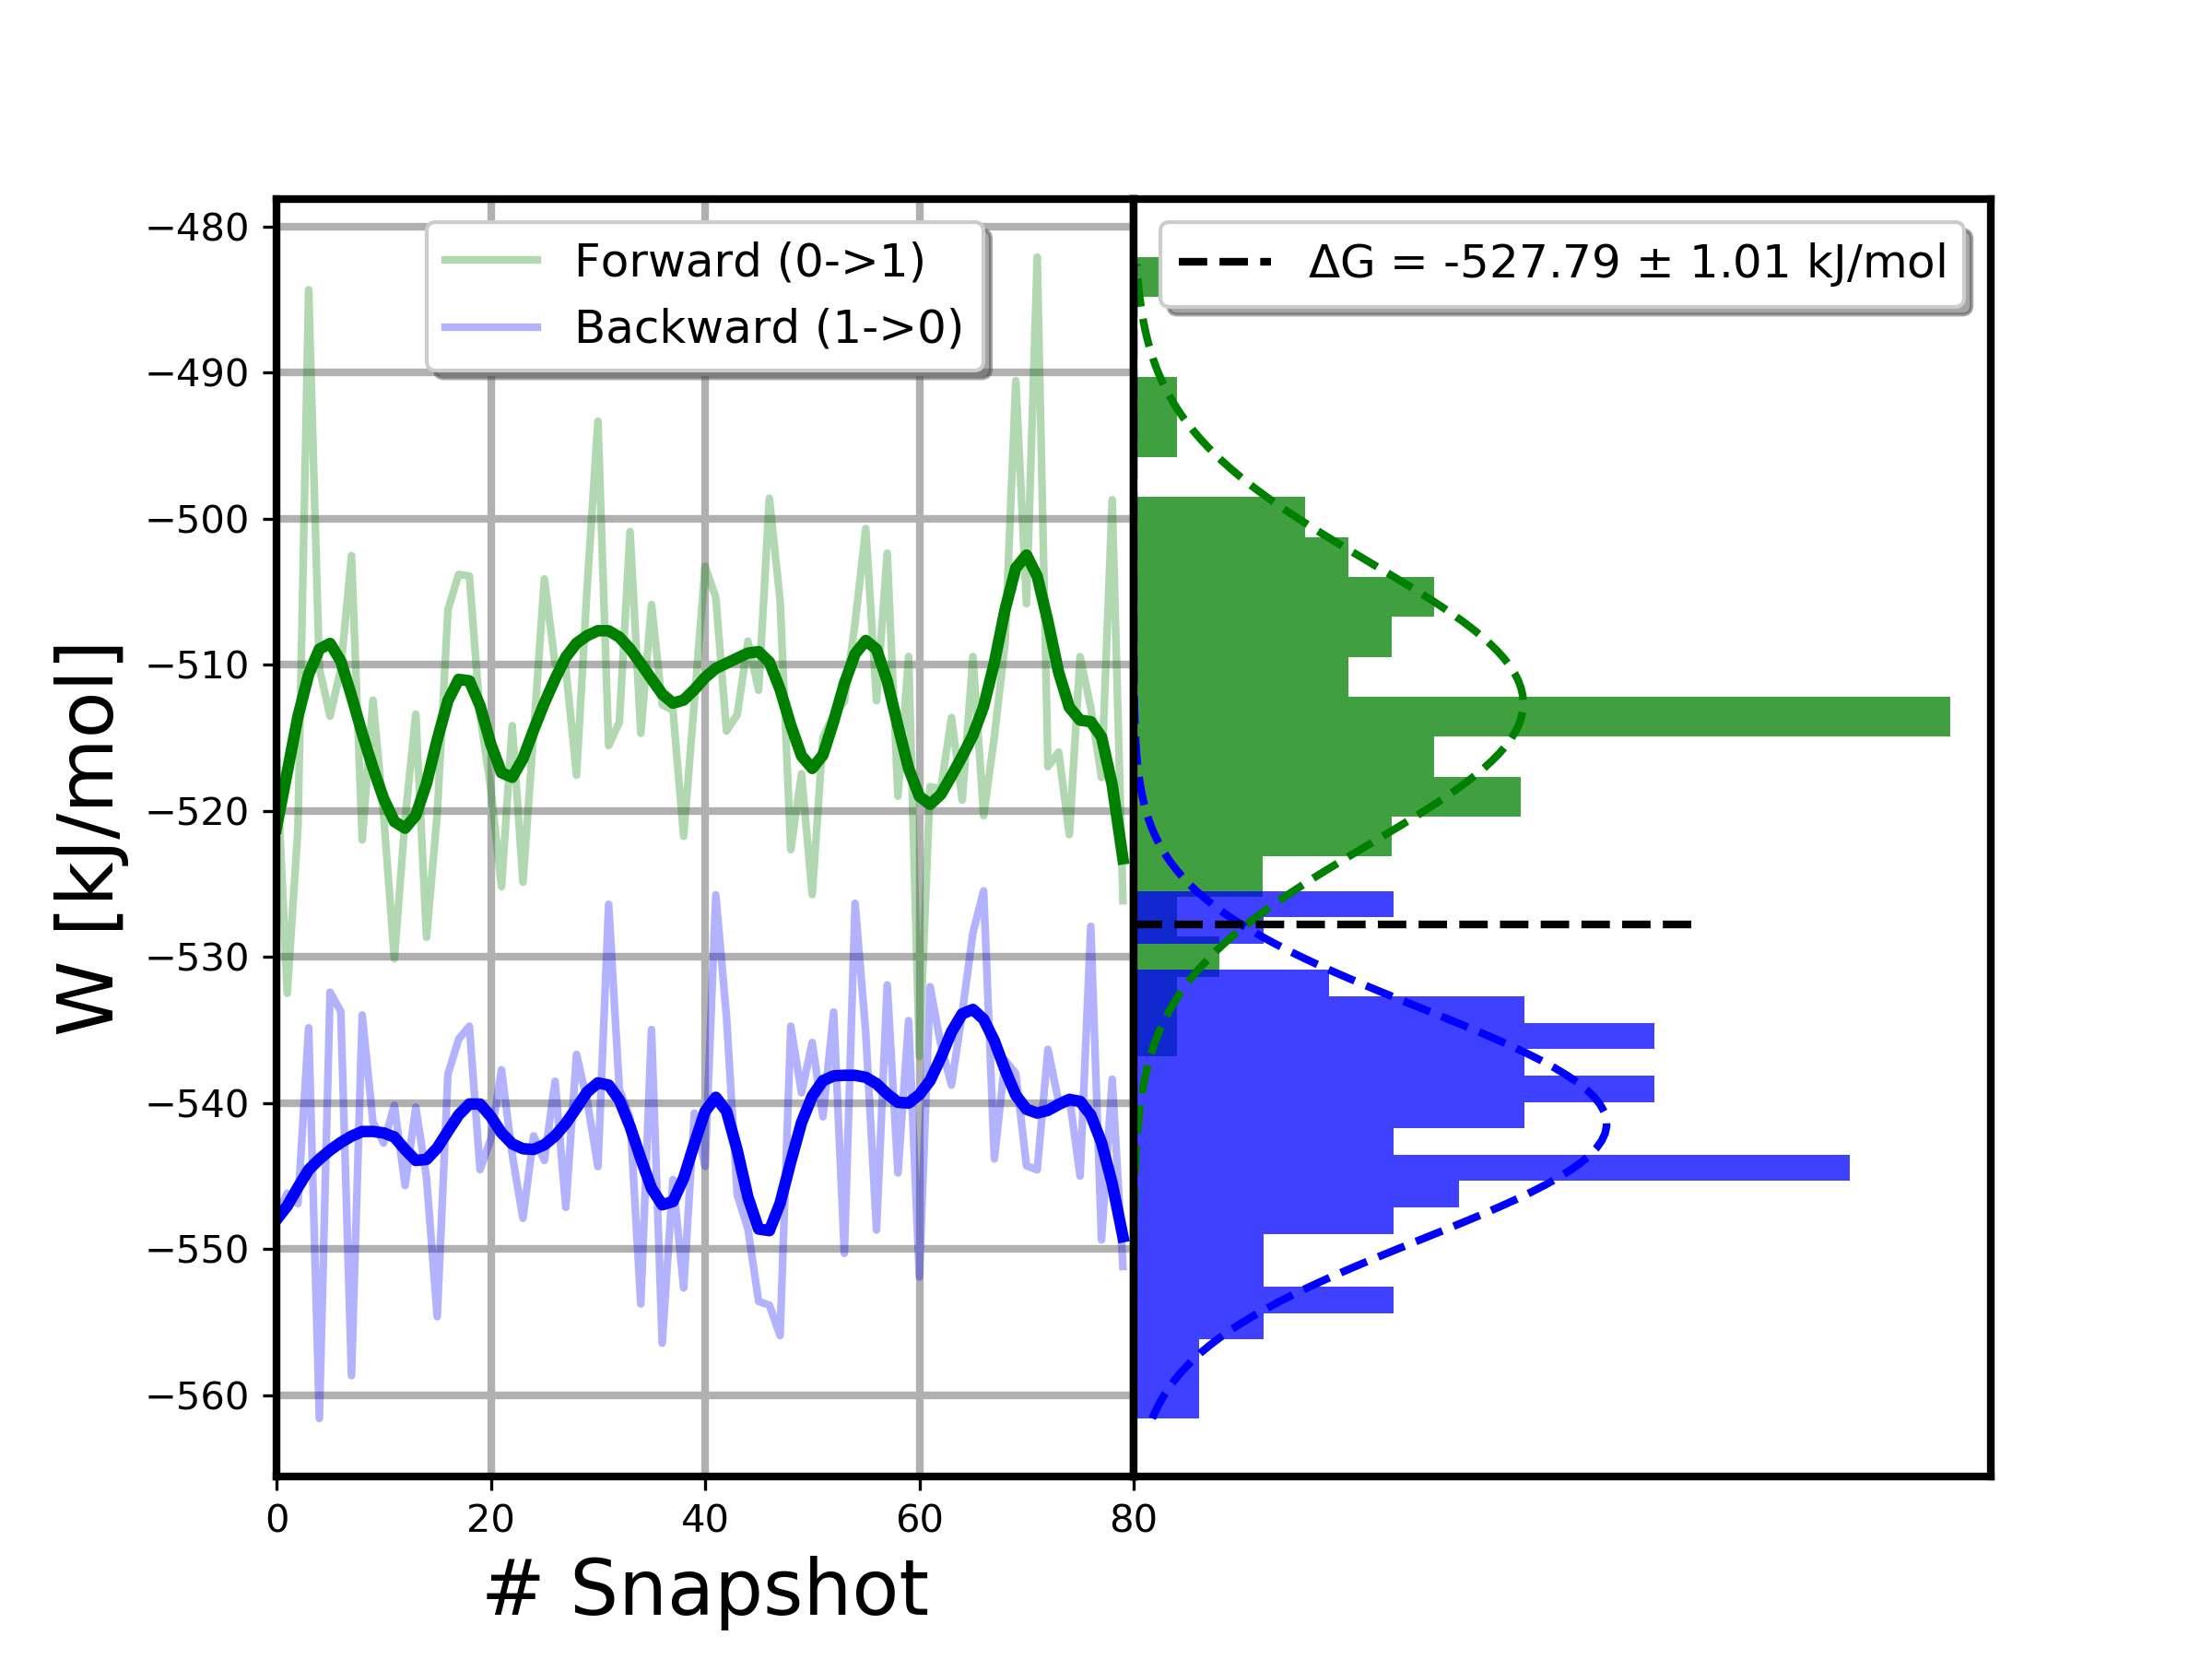 −480
−490
−500
−510
−520
−530
−540
−550
−560
W [kJ/mol]
Forward (0->1)
Backward (1->0)
ΔG = -527.79 ± 1.01 kJ/mol
0 20 40 60 80
# Snapshot